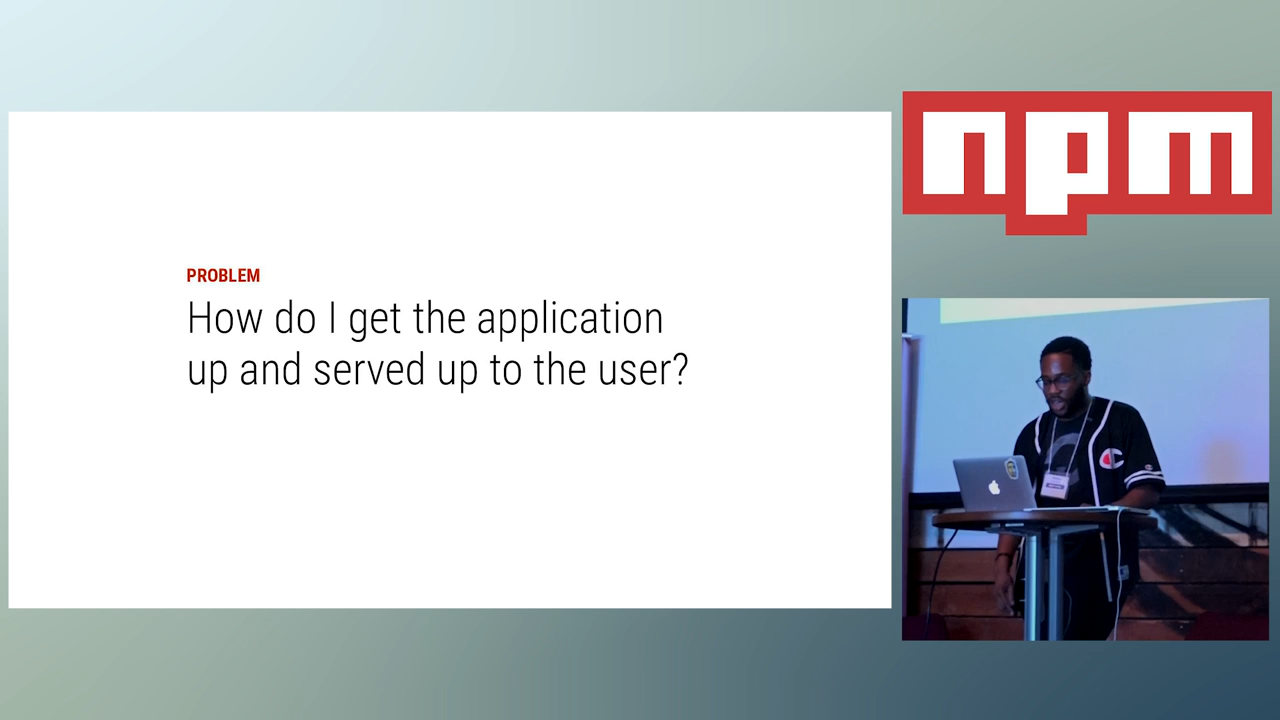 PROBLEM
How do I get the application
up and served up to the user?
npm
C